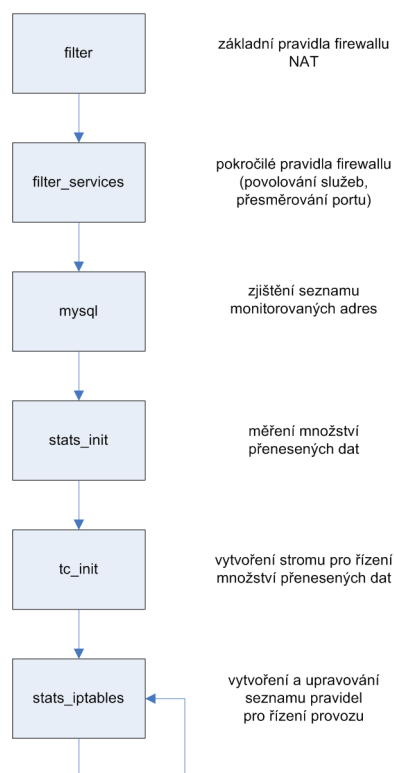 filter
základní pravidla firewallu
NAT
filter_services
pokročilé pravidla firewallu
(povolování služeb,
přesměrování portu)
mysql
zjištění seznamu
monitorovaných adres
stats_init
měření množství
přenesených dat
tc_init
vytvoření stromu pro řízení
množství přenesených dat
stats_iptables
vytvoření a upravování
seznamu pravidel
pro řízení provozu